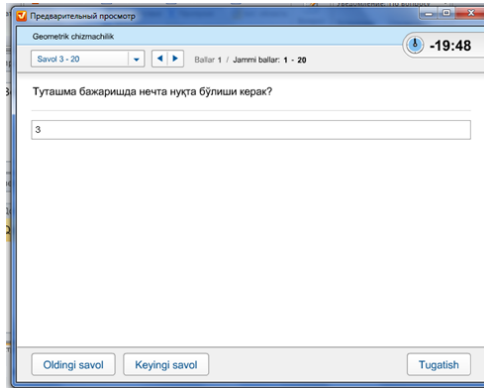 Предварительный просмотр
Geometrik chizmachilik
-19:48
Savol 3 - 20
Ballar 1 / Jammi ballar: 1 - 20
Туташма бажаришда нечта нуқта бўлиши керак?
3
Oldingi savol
Keyingi savol
Tugatish